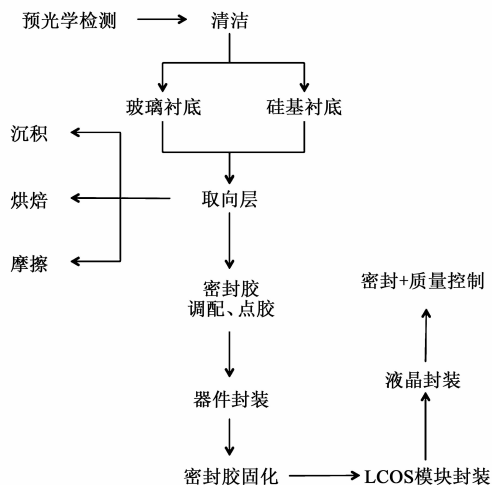 预光学检测
清洁
玻璃衬底
硅基衬底
沉积
烘焙
取向层
摩擦
密封胶
调配、点胶
密封+质量控制
液晶封装
器件封装
密封胶固化
LCOS模块封装